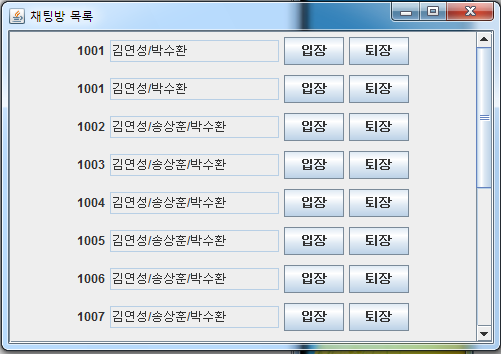 채팅방 목록
1001 김연성/박수환 입장 퇴장
1001 김연성/박수환 입장 퇴장
1002 김연성/송상훈/박수환 입장 퇴장
1003 김연성/송상훈/박수환 입장 퇴장
1004 김연성/송상훈/박수환 입장 퇴장
1005 김연성/송상훈/박수환 입장 퇴장
1006 김연성/송상훈/박수환 입장 퇴장
1007 김연성/송상훈/박수환 입장 퇴장